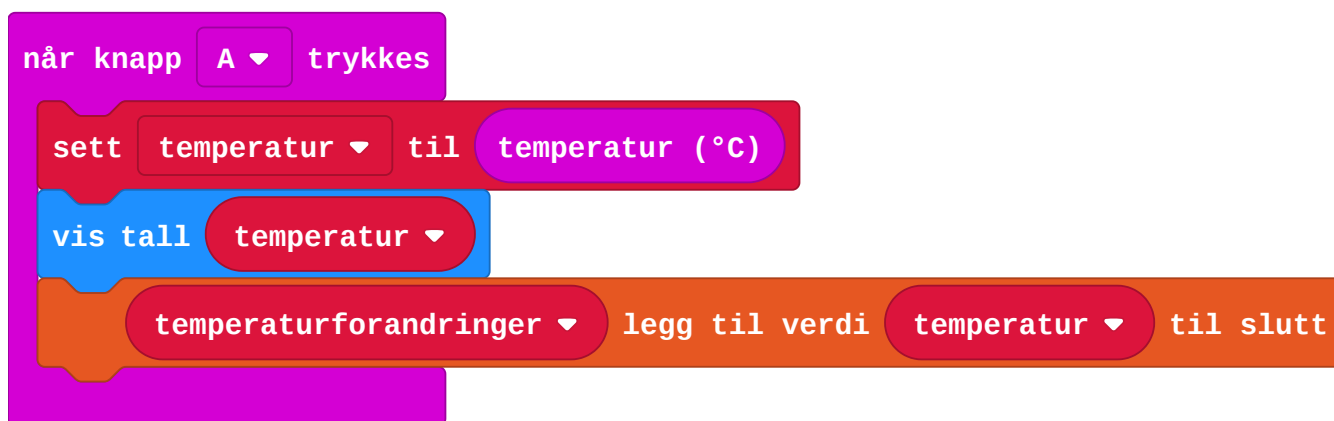 når knapp A trykkes
sett temperatur til temperatur (°C)
vis tall temperatur
temperaturforandringer legg til verdi temperatur til slutt